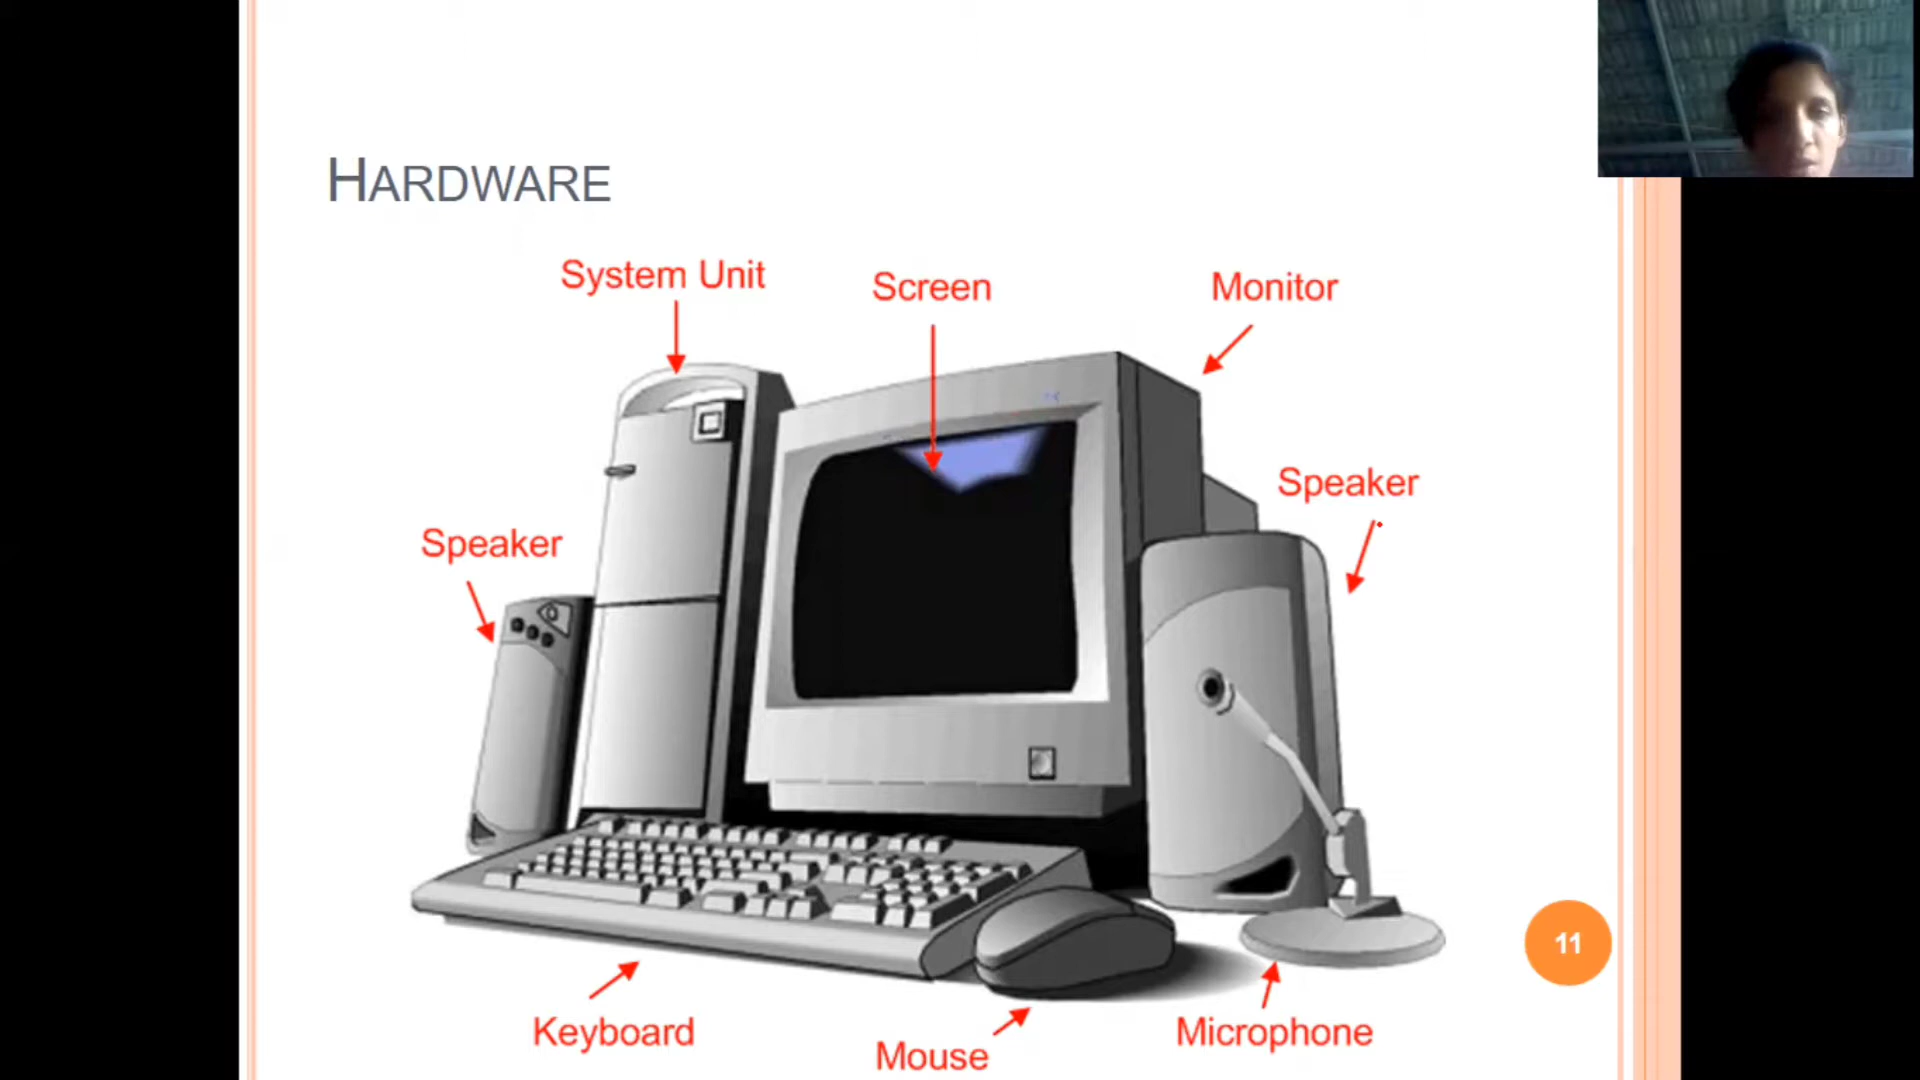 HARDWARE
System Unit
Screen
Monitor
Speaker
Speaker
Keyboard
Mouse
Microphone
11